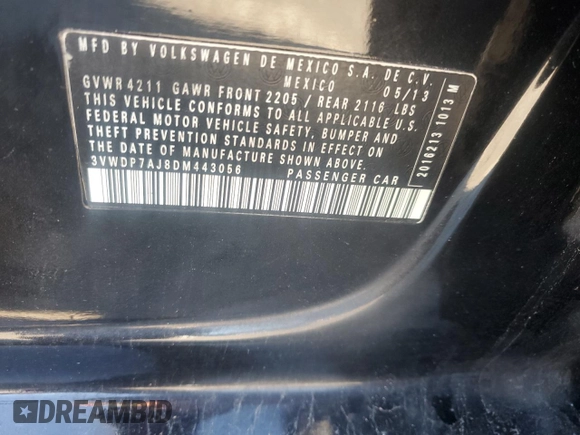 MFD BY VOLKSWAGEN DE MEXICO S.A. DE C.V.
MEXICO 05/13
GVWR 4211 GAWR FRONT 2205 / REAR 2116 LBS
THIS VEHICLE CONFORMS TO ALL APPLICABLE U.S.
FEDERAL MOTOR VEHICLE SAFETY, BUMPER AND
THEFT PREVENTION STANDARDS IN EFFECT ON
THE DATE OF MANUFACTURE SHOWN ABOVE.
3VWDP7AJ8DM443056 PASSENGER CAR
2016213 1013 M
DREAMBID